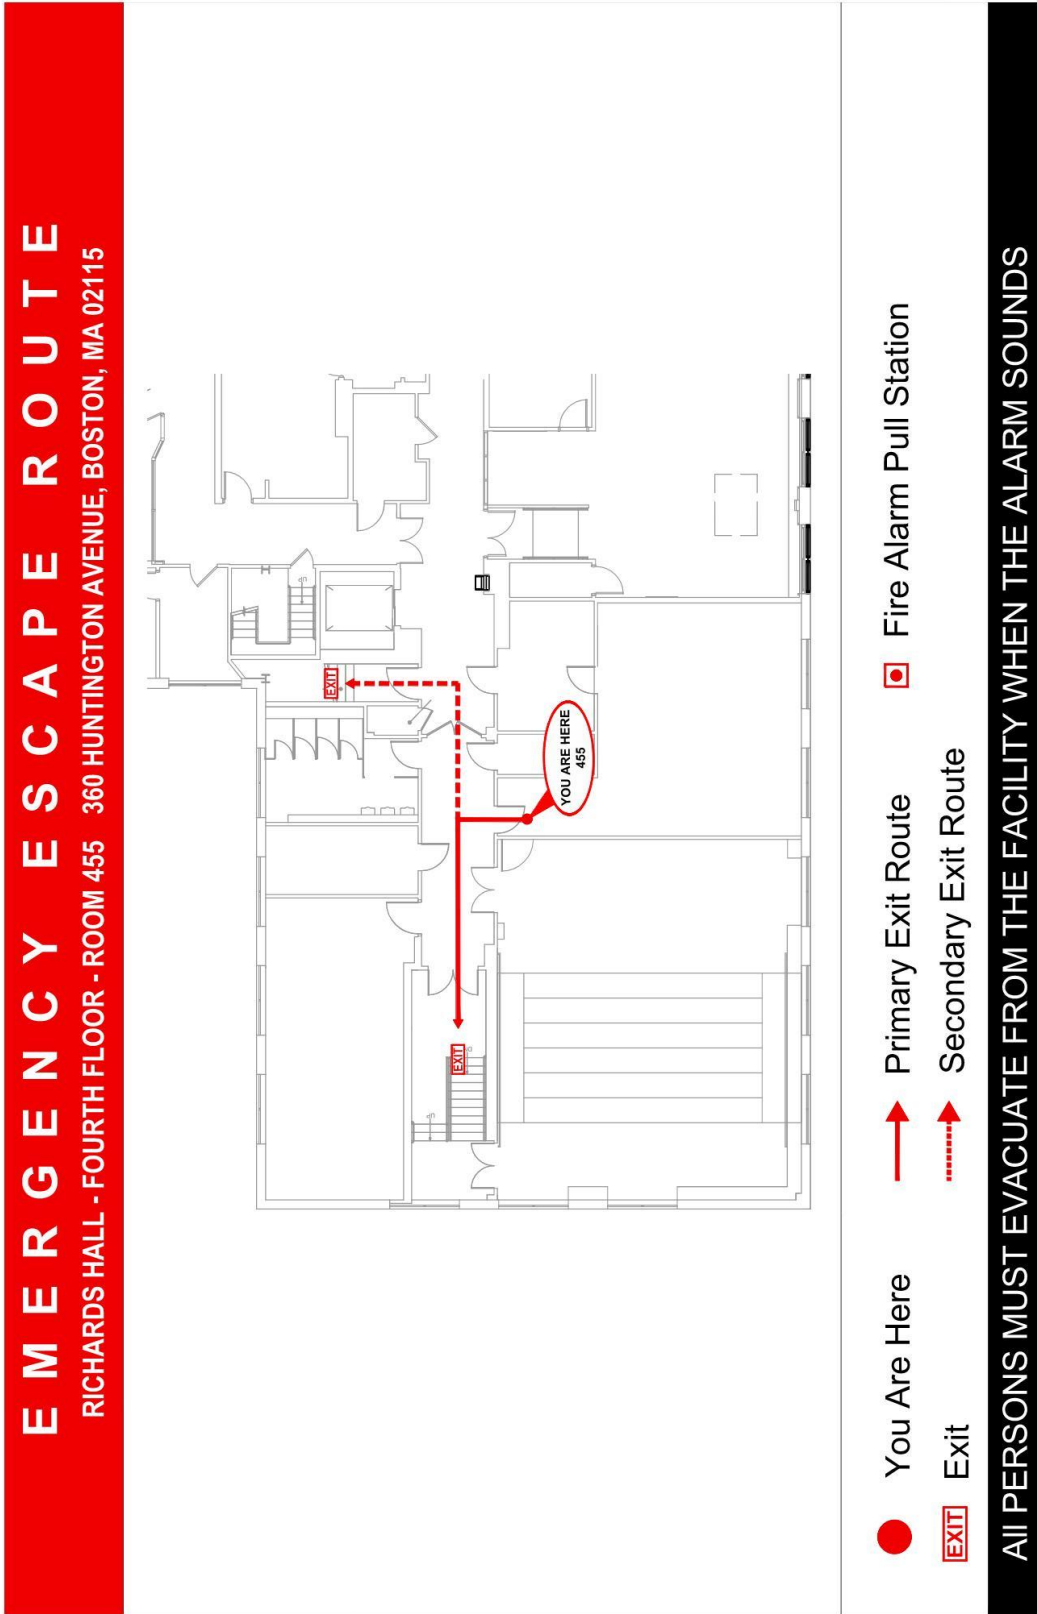 EMERGENCY ESCAPE ROUTE
RICHARDS HALL - FOURTH FLOOR - ROOM 455 360 HUNTINGTON AVENUE, BOSTON, MA 02115
EXIT
YOU ARE HERE
455
EXIT
You Are Here
Primary Exit Route
Fire Alarm Pull Station
EXIT
Exit
Secondary Exit Route
All PERSONS MUST EVACUATE FROM THE FACILITY WHEN THE ALARM SOUNDS